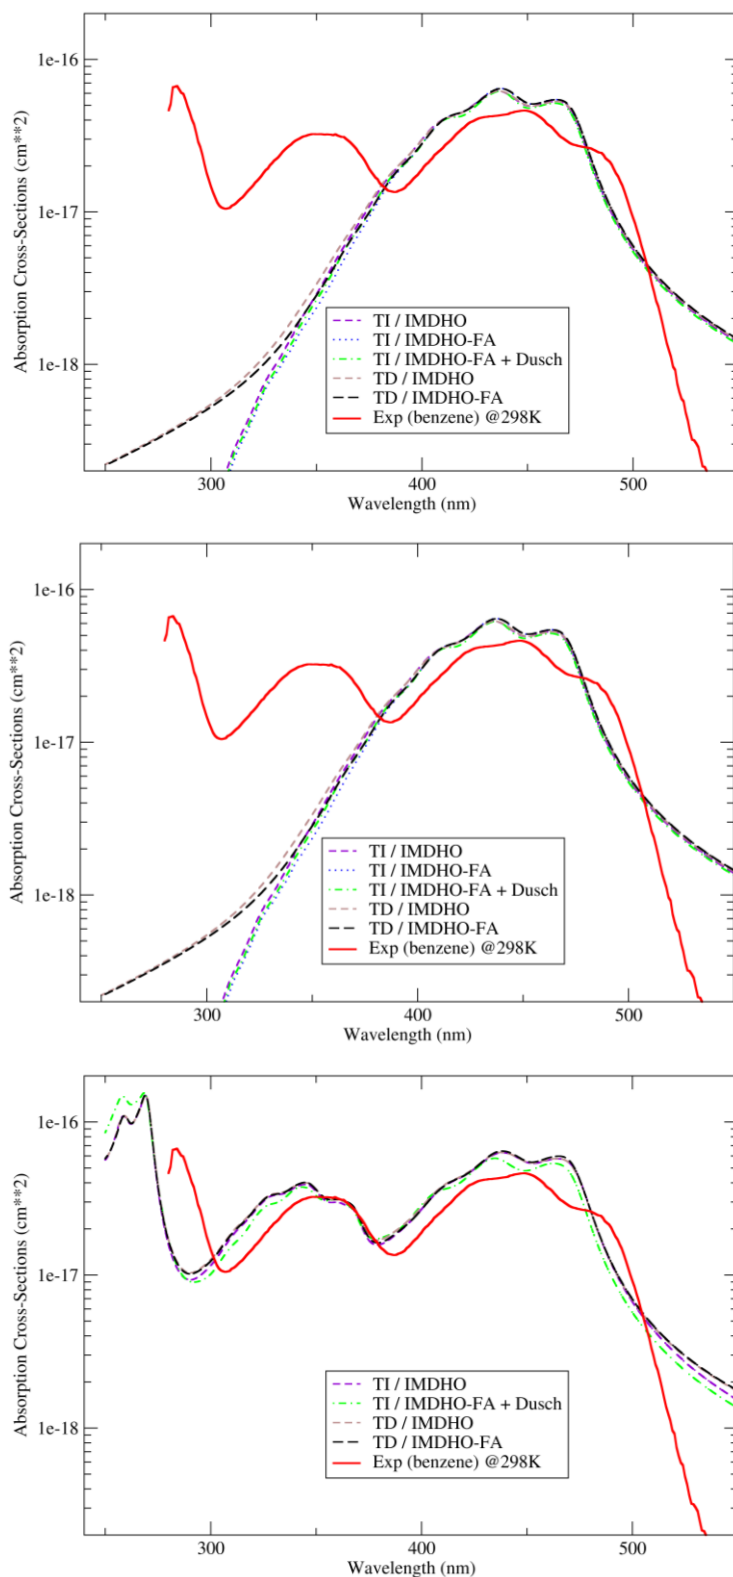 1e-16
1e-17
1e-18
Absorption Cross-Sections (cm**2)
TI / IMDHO
TI / IMDHO-FA
TI / IMDHO-FA + Dusch
TD / IMDHO
TD / IMDHO-FA
Exp (benzene) @298K
300
400
500
Wavelength (nm)
1e-16
1e-17
1e-18
Absorption Cross-Sections (cm**2)
TI / IMDHO
TI / IMDHO-FA
TI / IMDHO-FA + Dusch
TD / IMDHO
TD / IMDHO-FA
Exp (benzene) @298K
300
400
500
Wavelength (nm)
1e-16
1e-17
1e-18
Absorption Cross-Sections (cm**2)
TI / IMDHO
TI / IMDHO-FA + Dusch
TD / IMDHO
TD / IMDHO-FA
Exp (benzene) @298K
300
400
500
Wavelength (nm)